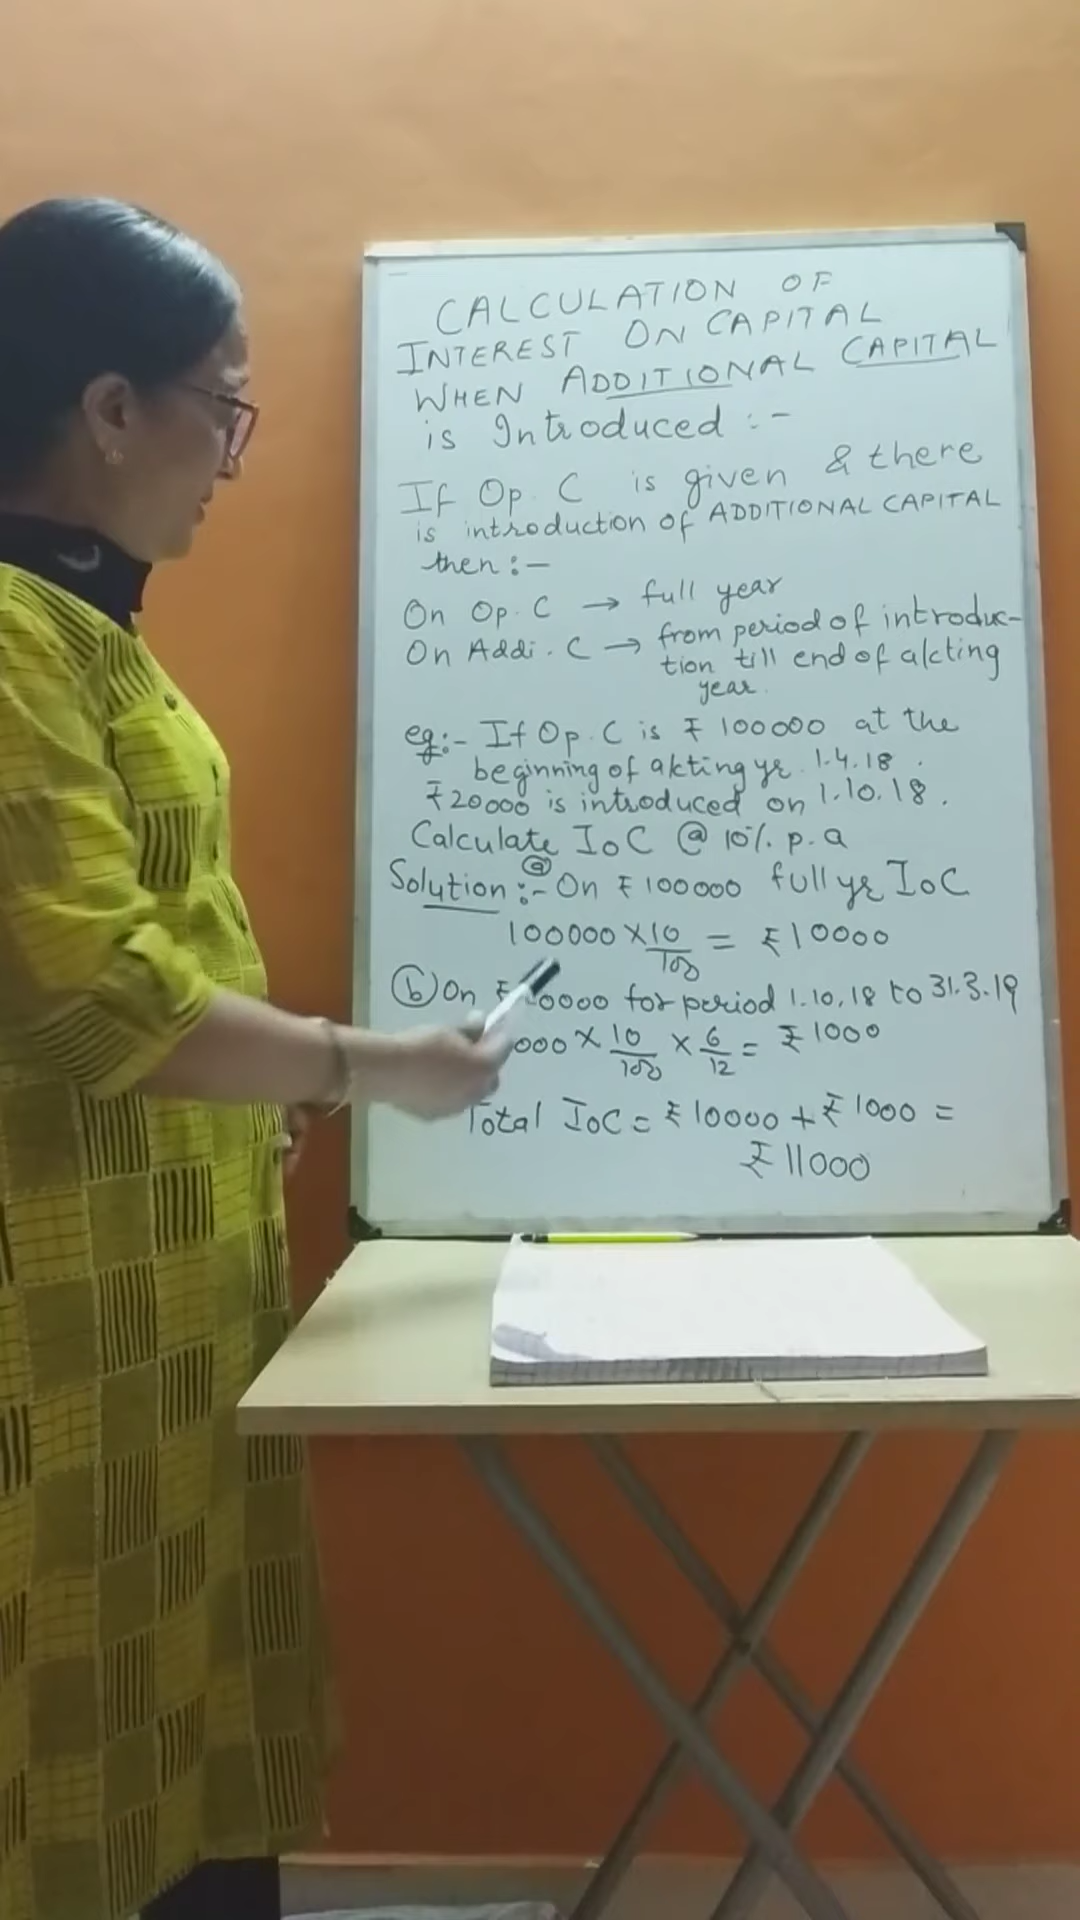 CALCULATION OF
INTEREST ON CAPITAL
WHEN ADDITIONAL CAPITAL
is Introduced :-
If Op. C is given & there
is introduction of ADDITIONAL CAPITAL
then :-
On Op. C → full year
On Addi. C → from period of introduc-
tion till end of a/cting
year.
eg:- If Op. C is ₹ 100000 at the
beginning of akting yr. 1.4.18.
₹20000 is introduced on 1.10.18.
Calculate IoC @ 10% p.a
Solution :- ⓐ On ₹100000 full yr IoC
100000 × 10/100 = ₹10000
ⓑ On ₹ 0000 for period 1.10.18 to 31.3.19
000 × 10/100 × 6/12 = ₹1000
Total IoC = ₹10000 + ₹1000 =
₹11000